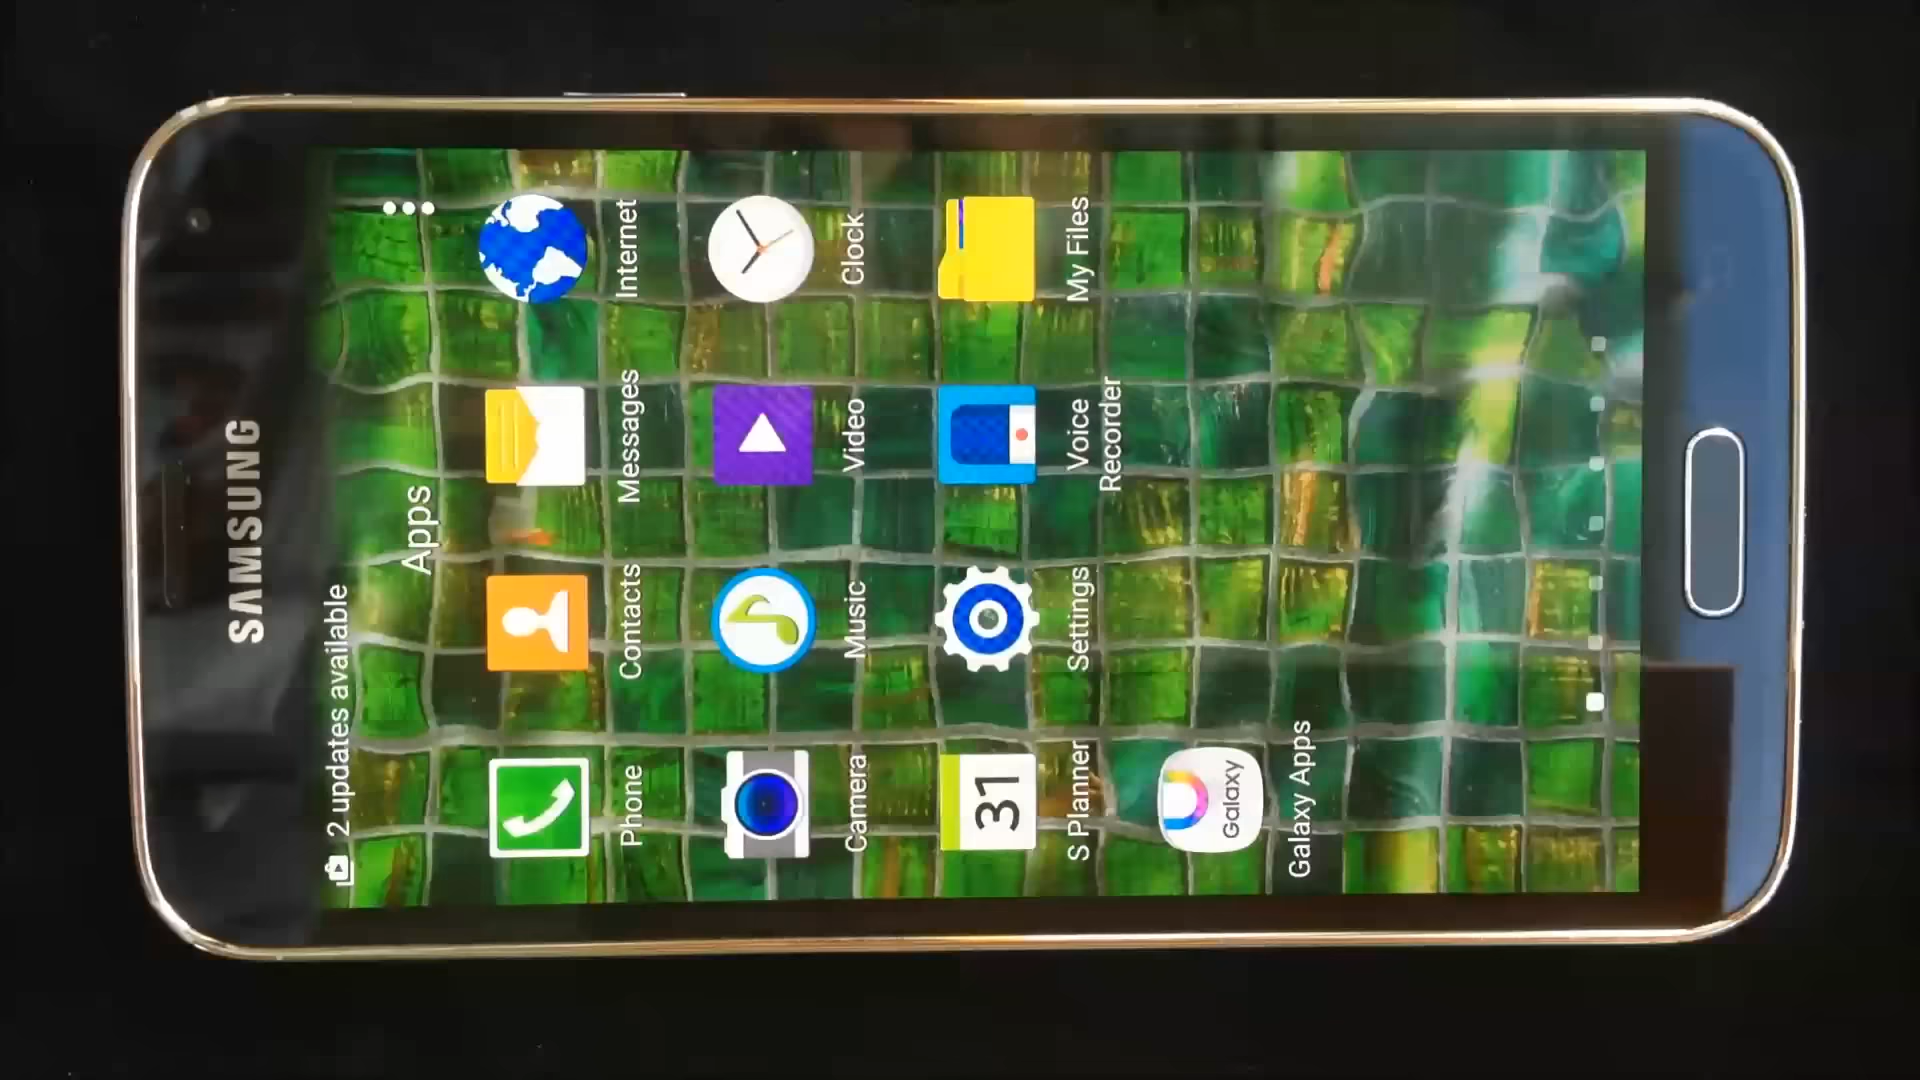 SAMSUNG
2 updates available
Apps
Phone
Contacts
Messages
Internet
Camera
Music
Video
Clock
31
S Planner
Settings
Voice
Recorder
My Files
Galaxy
Galaxy Apps